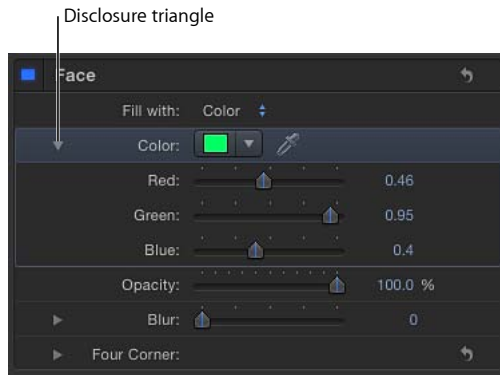 Disclosure triangle
Face
Fill with: Color
Color:
Red: 0.46
Green: 0.95
Blue: 0.4
Opacity: 100.0 %
Blur: 0
Four Corner: